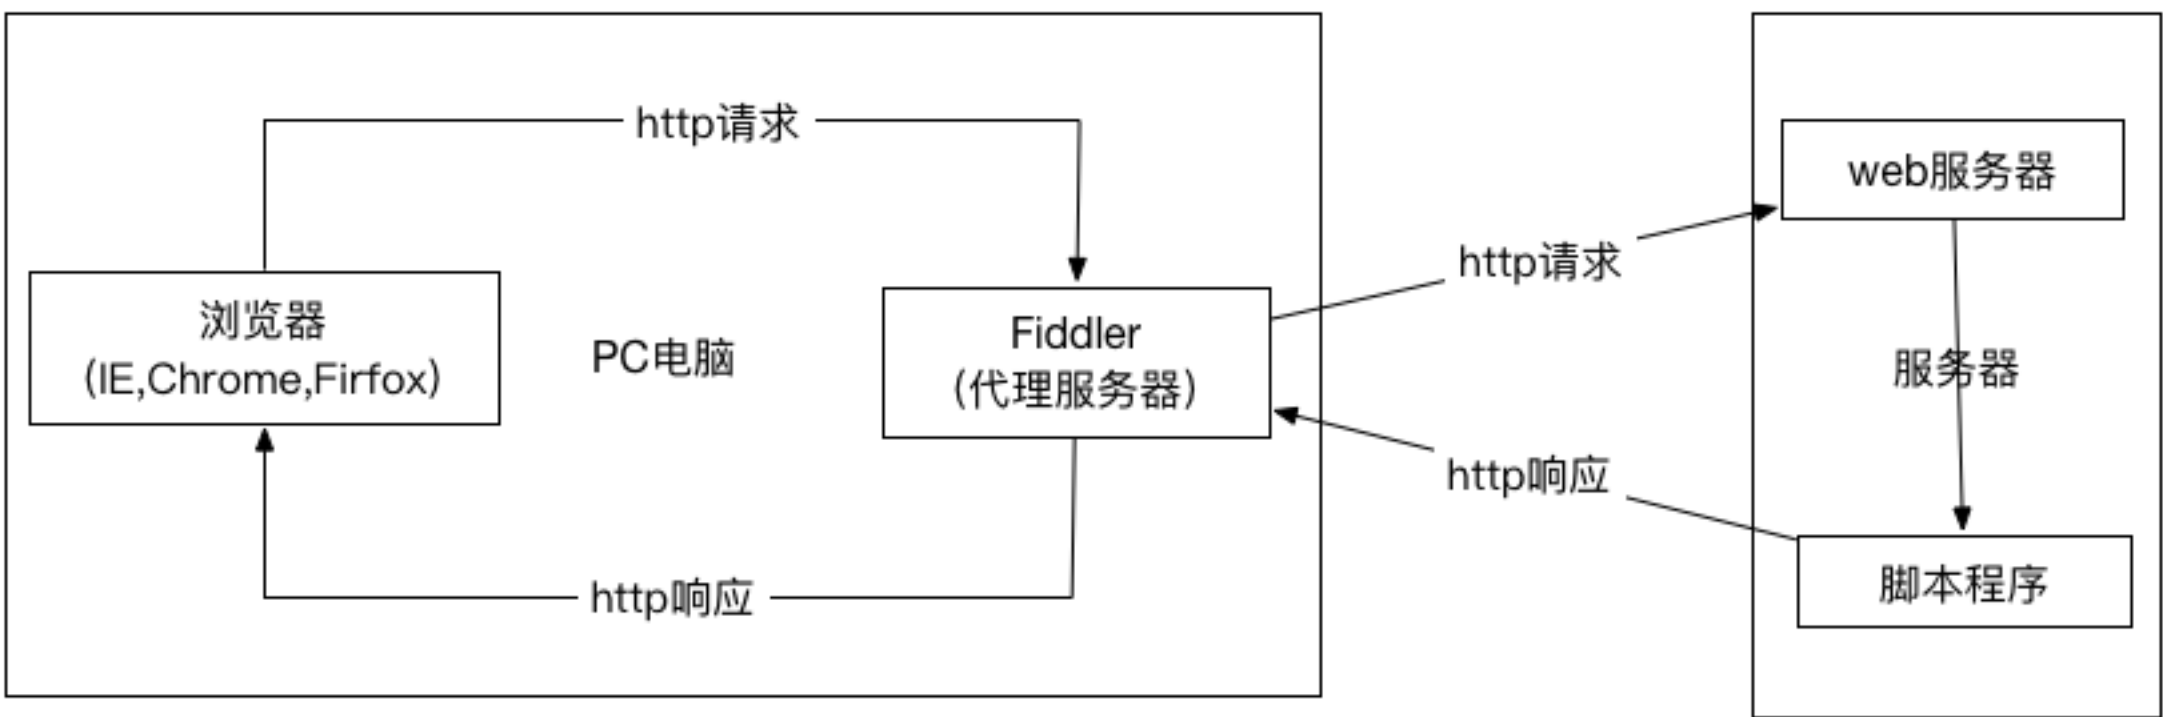 http请求
web服务器
http请求
浏览器
(IE,Chrome,Firfox)
PC电脑
Fiddler
(代理服务器)
服务器
http响应
http响应
脚本程序